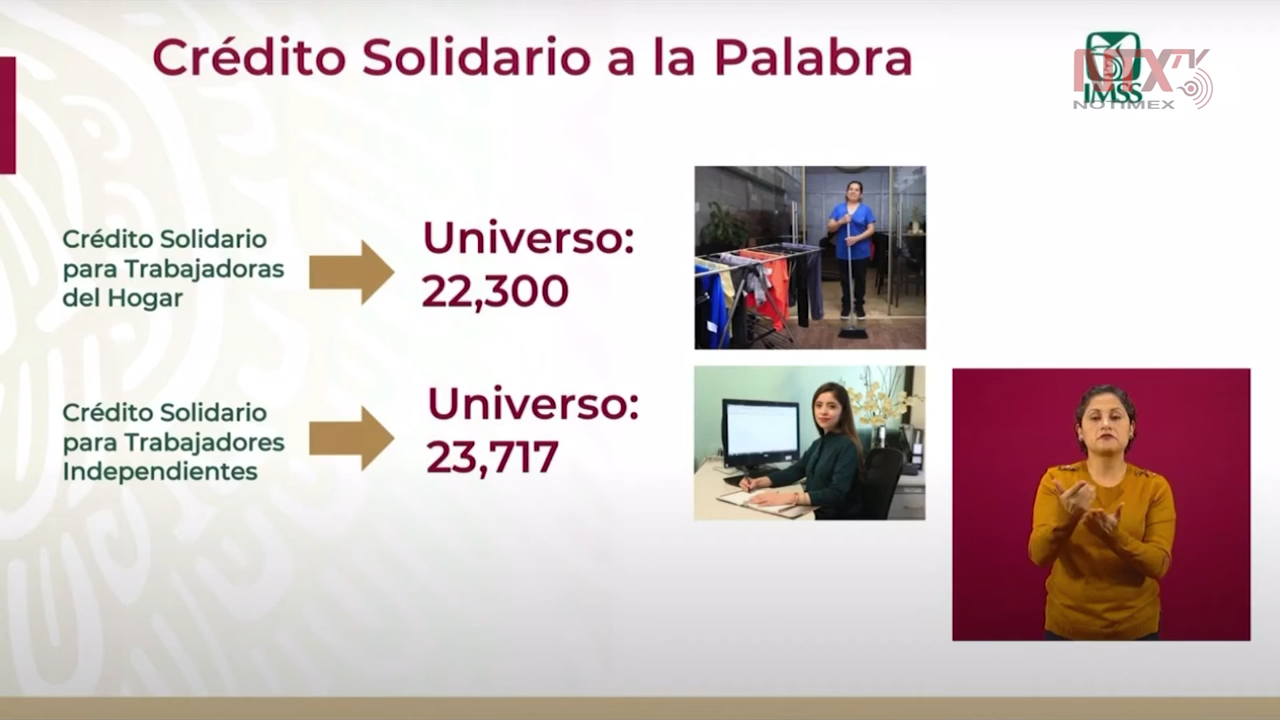 Crédito Solidario a la Palabra
NTXTV
IMSS
NOTIMEX
Crédito Solidario
para Trabajadoras
del Hogar
Universo:
22,300
Crédito Solidario
para Trabajadores
Independientes
Universo:
23,717